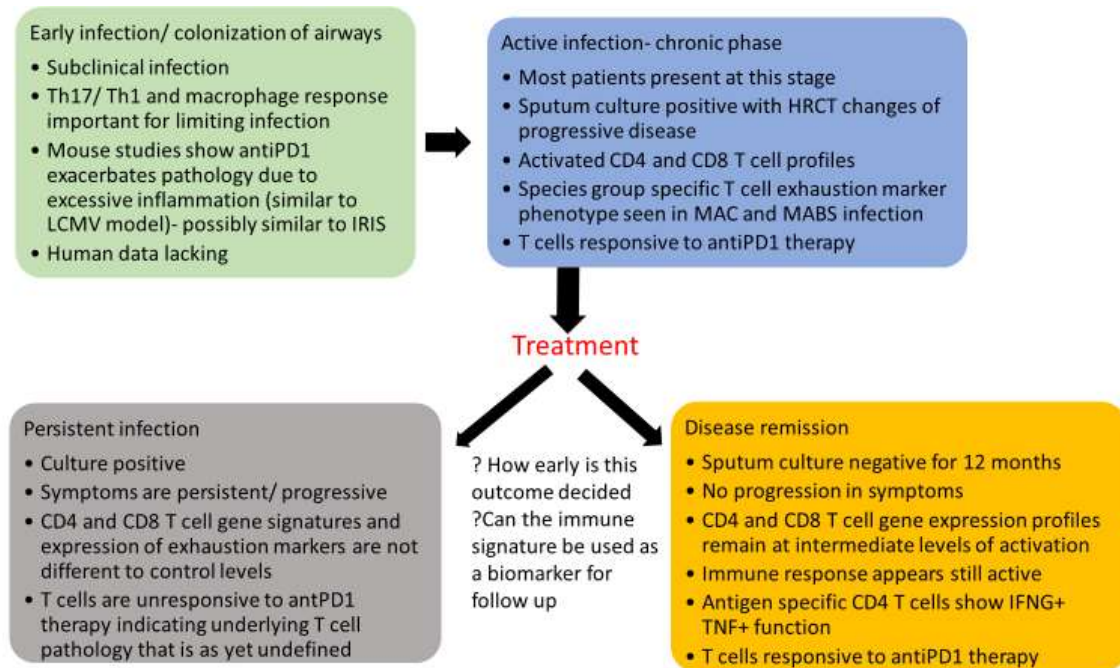 Early infection/ colonization of airways
• Subclinical infection
• Th17/ Th1 and macrophage response
important for limiting infection
• Mouse studies show antiPD1
exacerbates pathology due to
excessive inflammation (similar to
LCMV model)- possibly similar to IRIS
• Human data lacking
Active infection- chronic phase
• Most patients present at this stage
• Sputum culture positive with HRCT changes of
progressive disease
• Activated CD4 and CD8 T cell profiles
• Species group specific T cell exhaustion marker
phenotype seen in MAC and MABS infection
• T cells responsive to antiPD1 therapy
Treatment
Persistent infection
• Culture positive
• Symptoms are persistent/ progressive
• CD4 and CD8 T cell gene signatures and
expression of exhaustion markers are not
different to control levels
• T cells are unresponsive to antPD1
therapy indicating underlying T cell
pathology that is as yet undefined
? How early is this
outcome decided
?Can the immune
signature be used as
a biomarker for
follow up
Disease remission
• Sputum culture negative for 12 months
• No progression in symptoms
• CD4 and CD8 T cell gene expression profiles
remain at intermediate levels of activation
• Immune response appears still active
• Antigen specific CD4 T cells show IFNG+
TNF+ function
• T cells responsive to antiPD1 therapy